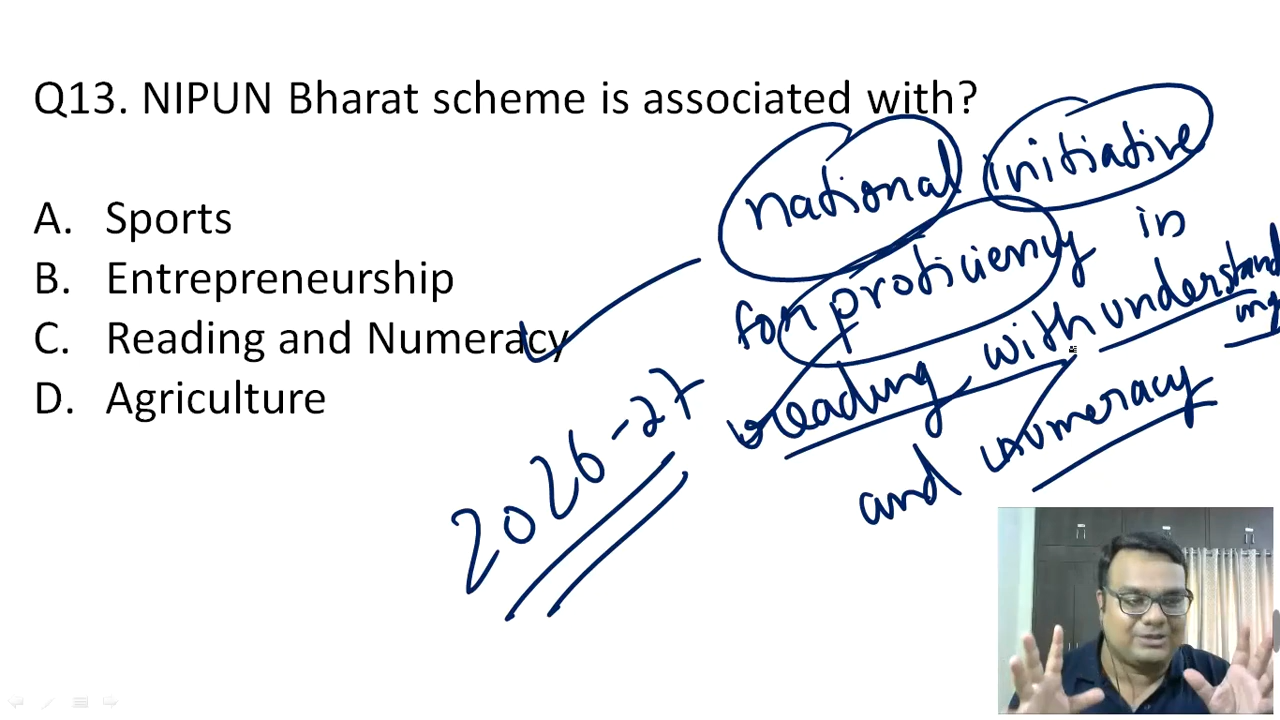 Q13. NIPUN Bharat scheme is associated with?
A. Sports
B. Entrepreneurship
C. Reading and Numeracy
D. Agriculture
national initiative
for proficiency in
reading with understanding
and numeracy
2026-27